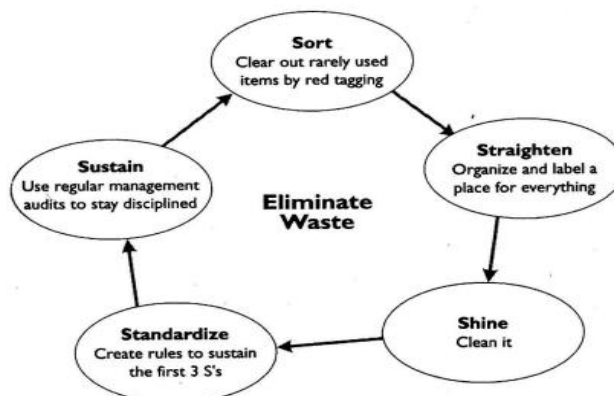 Sort
Clear out rarely used
items by red tagging
Straighten
Organize and label a
place for everything
Shine
Clean it
Standardize
Create rules to sustain
the first 3 S's
Sustain
Use regular management
audits to stay disciplined
Eliminate
Waste